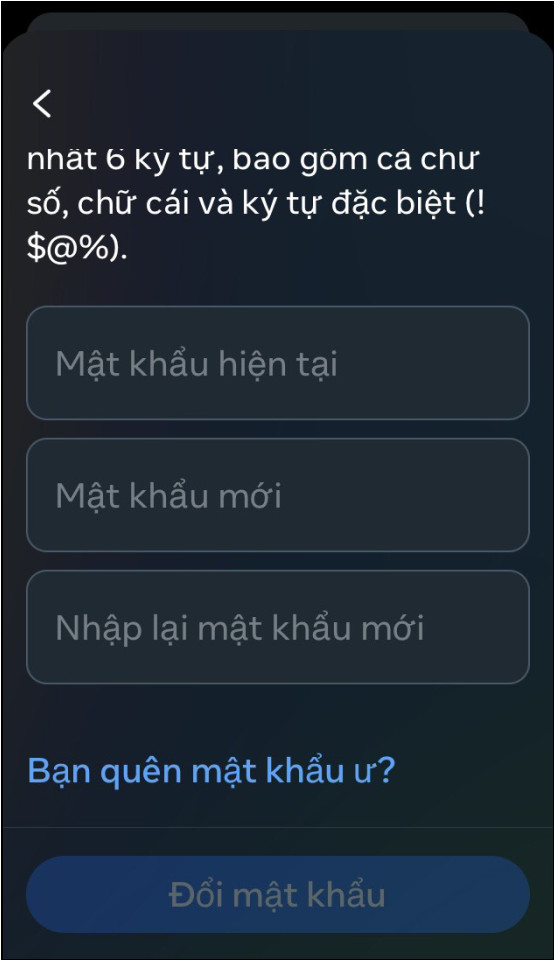 nhất 6 ký tự, bao gồm cả chữ
số, chữ cái và ký tự đặc biệt (!
$@%).
Mật khẩu hiện tại
Mật khẩu mới
Nhập lại mật khẩu mới
Bạn quên mật khẩu ư?
Đổi mật khẩu